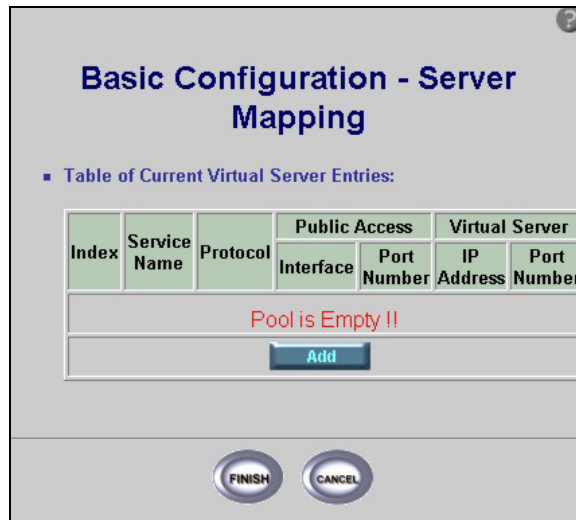 ?
Basic Configuration - Server
Mapping
Table of Current Virtual Server Entries:
Index
Service
Name
Protocol
Public Access
Virtual Server
Interface
Port
Number
IP
Address
Port
Number
Pool is Empty !!
Add
FINISH
CANCEL